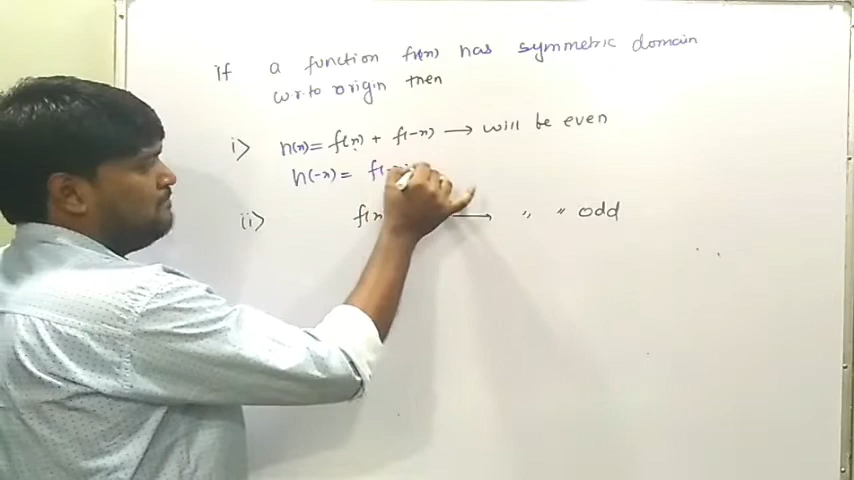 If a function f(x) has symmetric domain
w.r.to origin then
i> h(x) = f(x) + f(-x) → will be even
h(-x) = f(-x
ii> f(x → " " odd